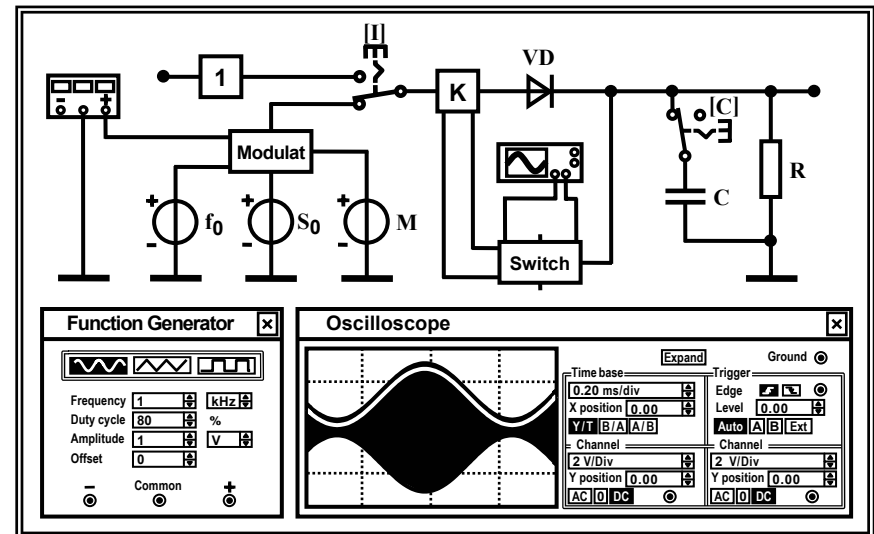 [I]
1
VD
K
[C]
- +
Modulat
R
C
+ - f0
+ - S0
+ - M
Switch
Function Generator
Frequency 1 kHz
Duty cycle 80 %
Amplitude 1 V
Offset 0
- Common +
Oscilloscope
Expand Ground
Time base
0.20 ms/div
X position 0.00
Y/T B/A A/B
Trigger
Edge
Level 0.00
Auto A B Ext
Channel
2 V/Div
Y position 0.00
AC 0 DC
Channel
2 V/Div
Y position 0.00
AC 0 DC